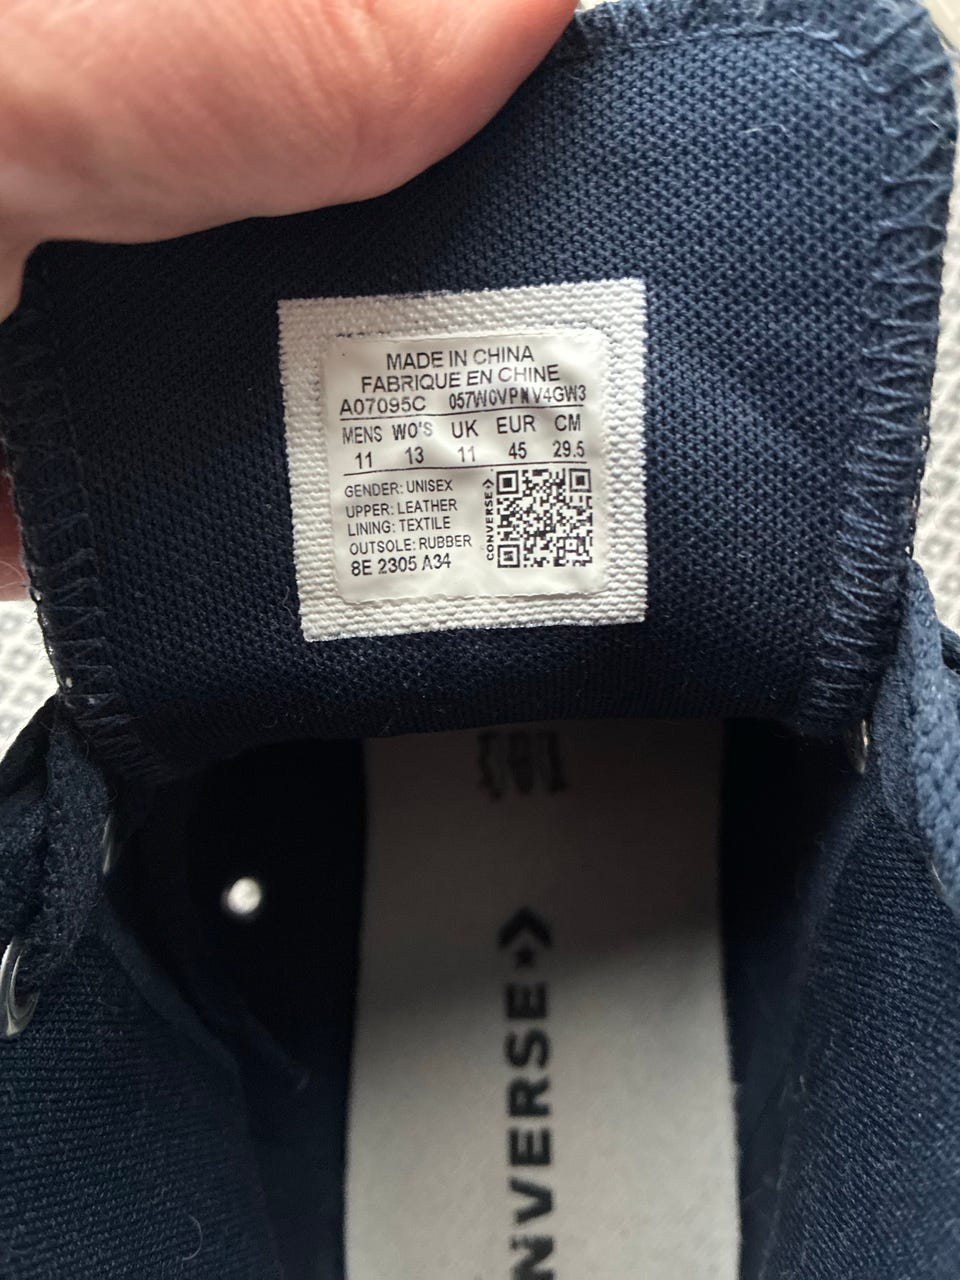 MADE IN CHINA
FABRIQUE EN CHINE
A07095C 057W0VPNV4GW3
MENS WO'S UK EUR CM
11 13 11 45 29.5
GENDER: UNISEX
UPPER: LEATHER
LINING: TEXTILE
OUTSOLE: RUBBER
8E 2305 A34
CONVERSE
NVERSE